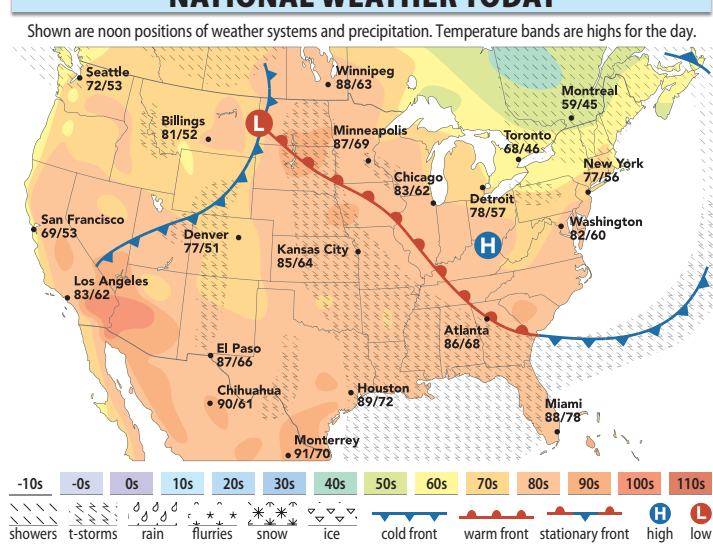 NATIONAL WEATHER TODAY
Shown are noon positions of weather systems and precipitation. Temperature bands are highs for the day.
Seattle
72/53
Winnipeg
88/63
Montreal
59/45
Billings
81/52
L
Minneapolis
87/69
Toronto
68/46
New York
77/56
Chicago
83/62
Detroit
78/57
San Francisco
69/53
Denver
77/51
Kansas City
85/64
H
Washington
82/60
Los Angeles
83/62
Atlanta
86/68
El Paso
87/66
Chihuahua
90/61
Houston
89/72
Miami
88/78
Monterrey
91/70
-10s -0s 0s 10s 20s 30s 40s 50s 60s 70s 80s 90s 100s 110s
H L
showers t-storms rain flurries snow ice cold front warm front stationary front high low